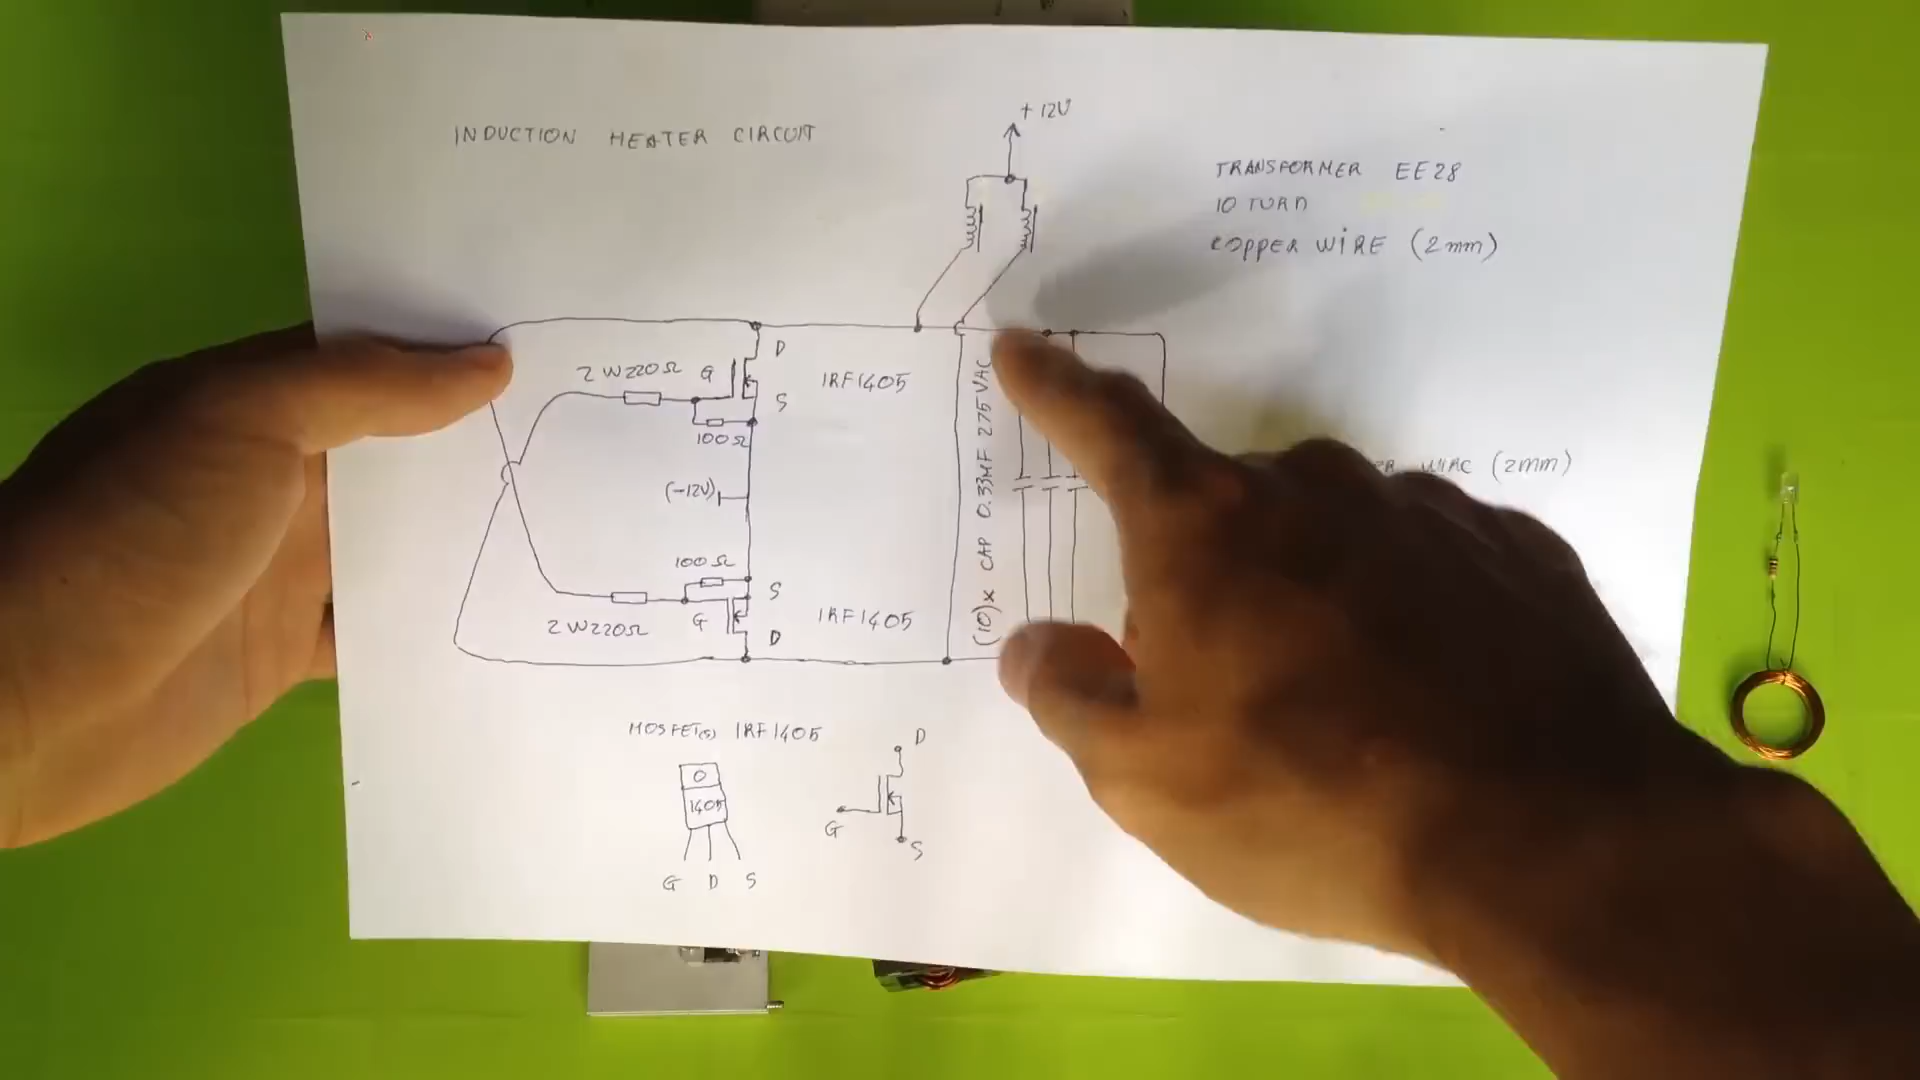 INDUCTION HEATER CIRCUIT
+ 12V
TRANSFORMER EE28
10 TURN
COPPER WIRE (2mm)
2W220Ω
G
D
S
IRF1405
100Ω
(-12V)
(10)x CAP 0.33MF 275VAC
WIRE (2mm)
100Ω
S
G
D
2W220Ω
IRF1405
MOSFET(S) IRF1405
O
1405
G D S
D
G
S